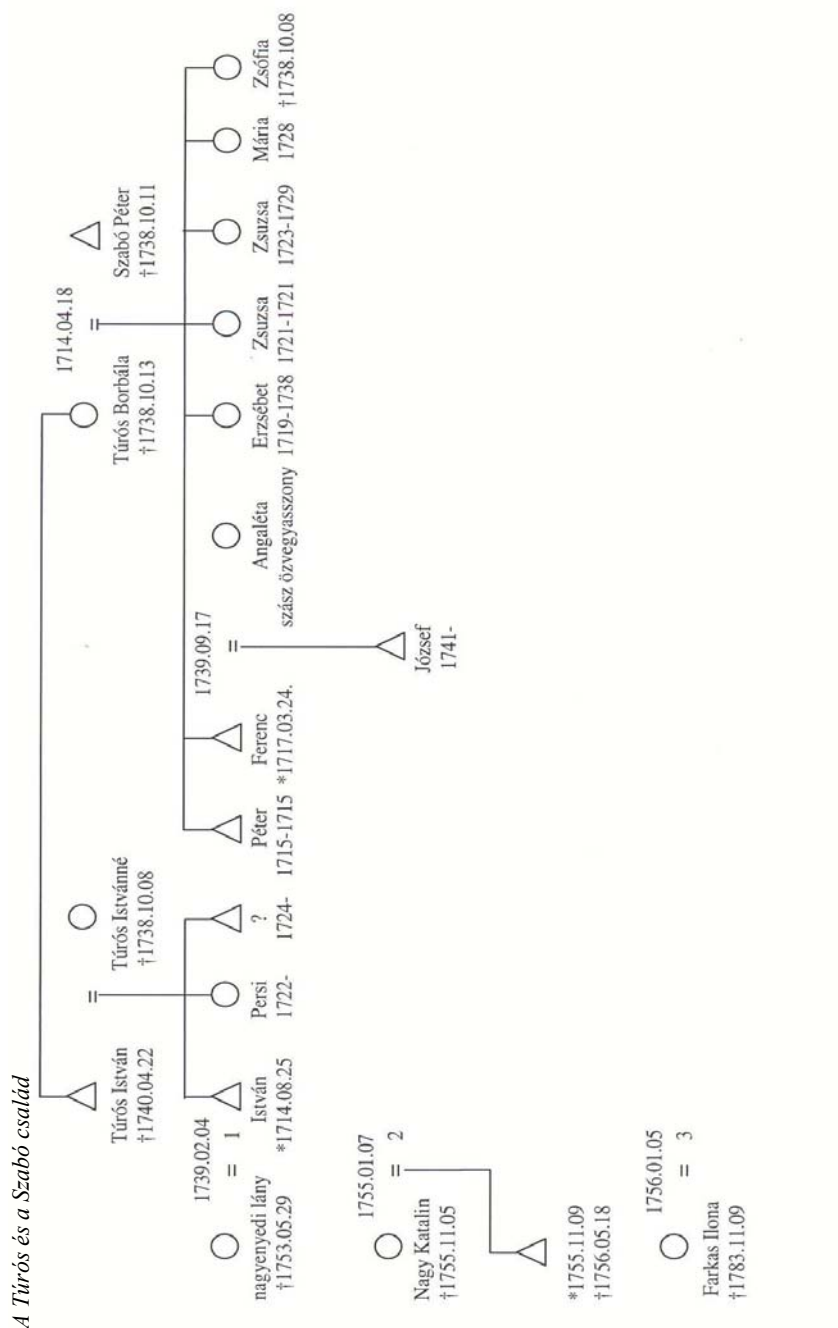 A Túrós és a Szabó család
Túrós István
†1740.04.22
=
Túrós Istvánné
†1738.10.08
Túrós Borbála
†1738.10.13
1714.04.18
=
Szabó Péter
†1738.10.11
nagyenyedi lány
†1753.05.29
1739.02.04
= 1
István
*1714.08.25
Persi
1722-
?
1724-
Péter
1715-1715
Ferenc
*1717.03.24.
1739.09.17
=
Angaléta
szász özvegyasszony
Erzsébet
1719-1738
Zsuzsa
1721-1721
Zsuzsa
1723-1729
Mária
1728
Zsófia
†1738.10.08
József
1741-
Nagy Katalin
†1755.11.05
1755.01.07
= 2
*1755.11.09
†1756.05.18
Farkas Ilona
†1783.11.09
1756.01.05
= 3